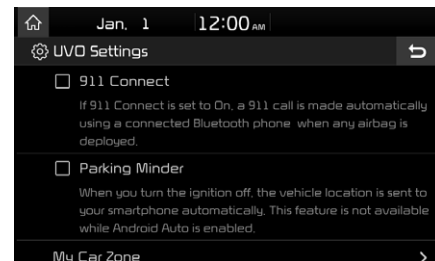 Jan. 1 12:00 AM
UVO Settings
911 Connect
If 911 Connect is set to On, a 911 call is made automatically
using a connected Bluetooth phone when any airbag is
deployed.
Parking Minder
When you turn the ignition off, the vehicle location is sent to
your smartphone automatically. This feature is not available
while Android Auto is enabled.
My Car Zone